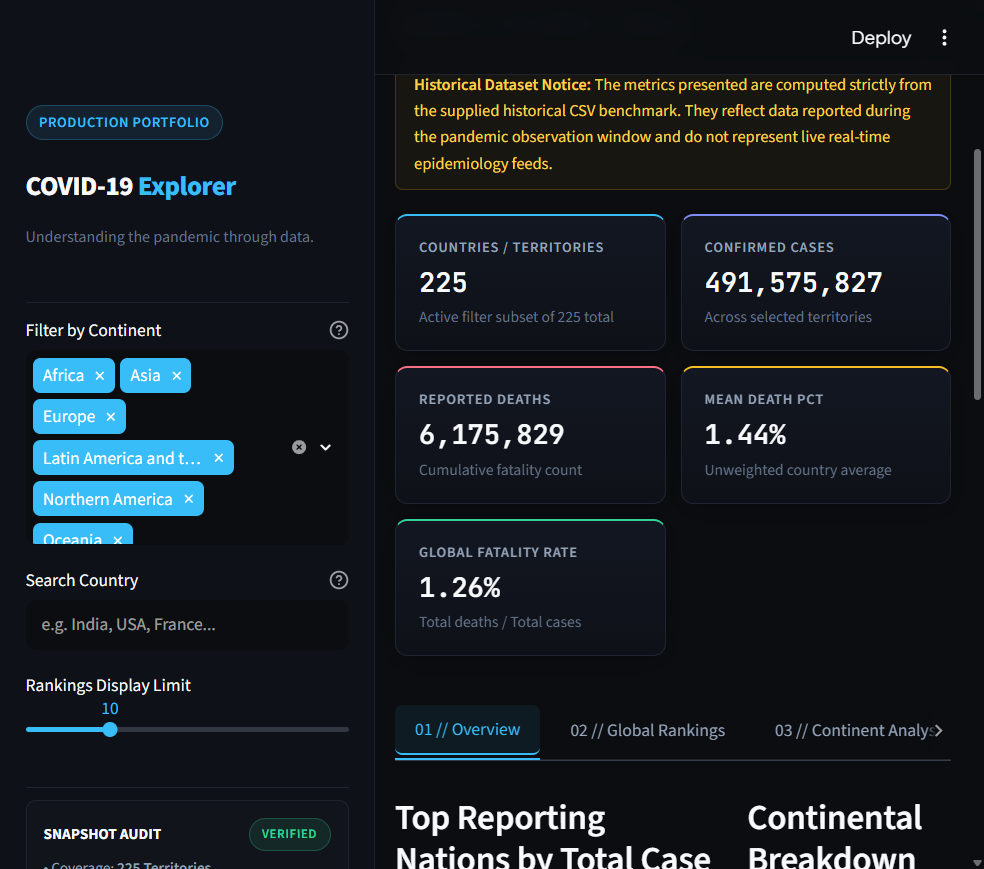 Deploy
PRODUCTION PORTFOLIO
COVID-19 Explorer
Understanding the pandemic through data.
Filter by Continent
Africa
Asia
Europe
Latin America and t…
Northern America
Oceania
Search Country
e.g. India, USA, France...
Rankings Display Limit
10
SNAPSHOT AUDIT
VERIFIED
• Coverage: 225 Territories
Historical Dataset Notice: The metrics presented are computed strictly from
the supplied historical CSV benchmark. They reflect data reported during
the pandemic observation window and do not represent live real-time
epidemiology feeds.
COUNTRIES / TERRITORIES
225
Active filter subset of 225 total
CONFIRMED CASES
491,575,827
Across selected territories
REPORTED DEATHS
6,175,829
Cumulative fatality count
MEAN DEATH PCT
1.44%
Unweighted country average
GLOBAL FATALITY RATE
1.26%
Total deaths / Total cases
01 // Overview
02 // Global Rankings
03 // Continent Analys
Top Reporting
Nations by Total Case
Continental
Breakdown